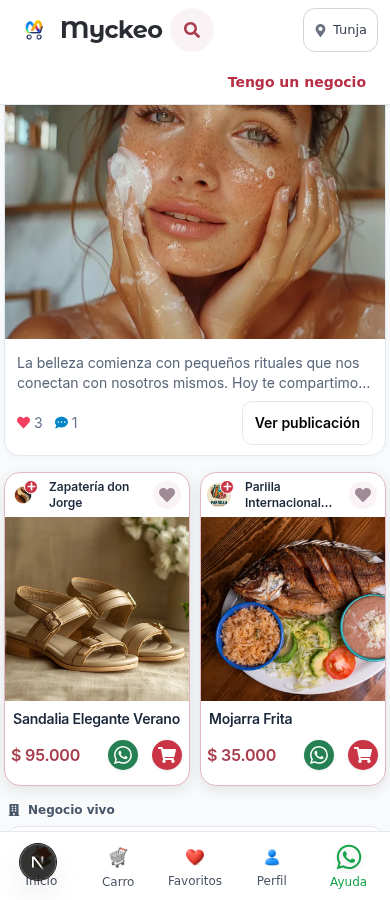 Myckeo
Tunja
Tengo un negocio
La belleza comienza con pequeños rituales que nos
conectan con nosotros mismos. Hoy te compartimo...
3
1
Ver publicación
Zapatería don
Jorge
Parilla
Internacional...
Sandalia Elegante Verano
Mojarra Frita
$ 95.000
$ 35.000
Negocio vivo
N
Inicio
Carro
Favoritos
Perfil
Ayuda